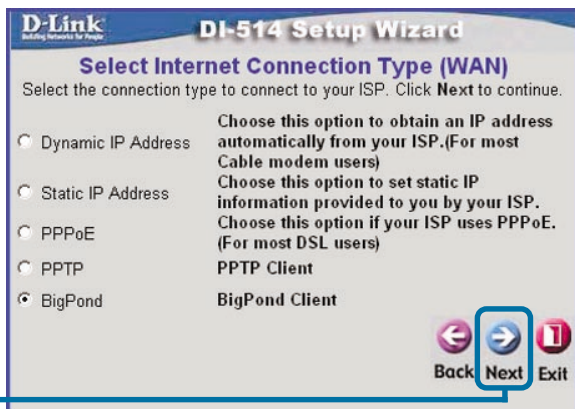 D-Link
Building Networks for People
DI-514 Setup Wizard
Select Internet Connection Type (WAN)
Select the connection type to connect to your ISP. Click Next to continue.
Dynamic IP Address
Choose this option to obtain an IP address
automatically from your ISP.(For most
Cable modem users)
Static IP Address
Choose this option to set static IP
information provided to you by your ISP.
PPPoE
Choose this option if your ISP uses PPPoE.
(For most DSL users)
PPTP
PPTP Client
BigPond
BigPond Client
Back
Next
Exit